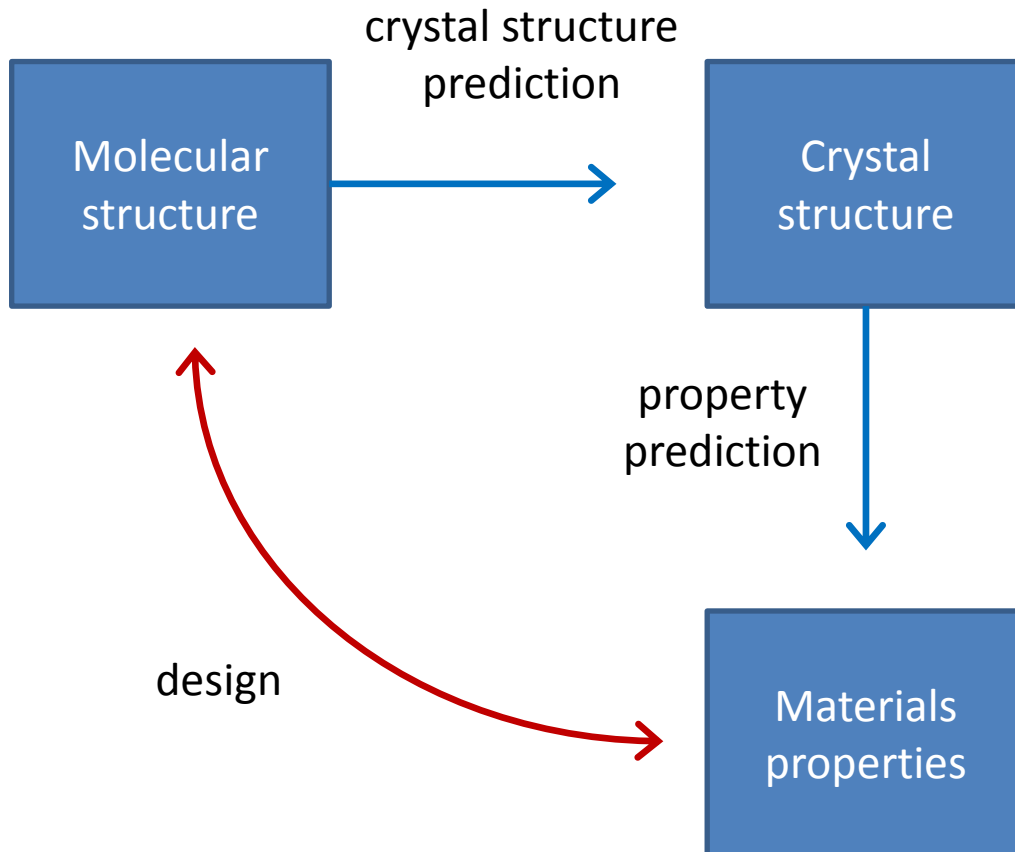 crystal structure
prediction
Molecular
structure
Crystal
structure
property
prediction
design
Materials
properties